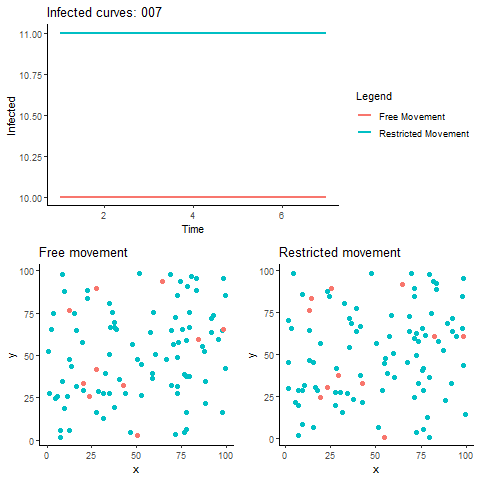 Infected curves: 007
11.00
10.75
10.50
10.25
10.00
Infected
2 4 6
Time
Legend
Free Movement
Restricted Movement
Free movement
100
75
50
25
0
y
0 25 50 75 100
x
Restricted movement
100
75
50
25
0
y
0 25 50 75 100
x